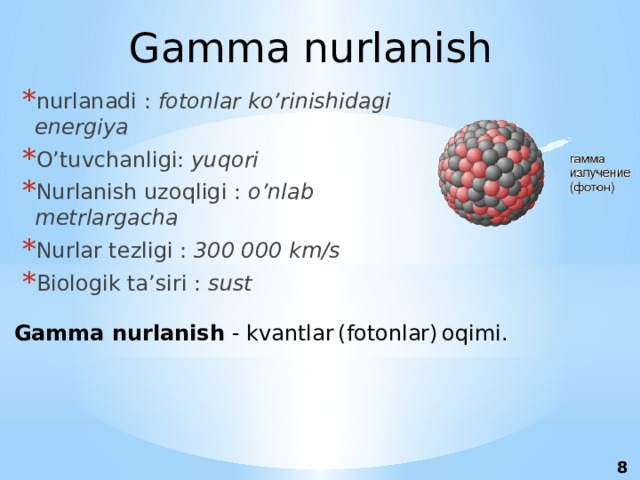 Gamma nurlanish
* nurlanadi : fotonlar ko’rinishidagi
energiya
* O’tuvchanligi: yuqori
* Nurlanish uzoqligi : o’nlab
metrlargacha
* Nurlar tezligi : 300 000 km/s
* Biologik ta’siri : sust
гамма
излучение
(фотон)
Gamma nurlanish - kvantlar (fotonlar) oqimi.
8